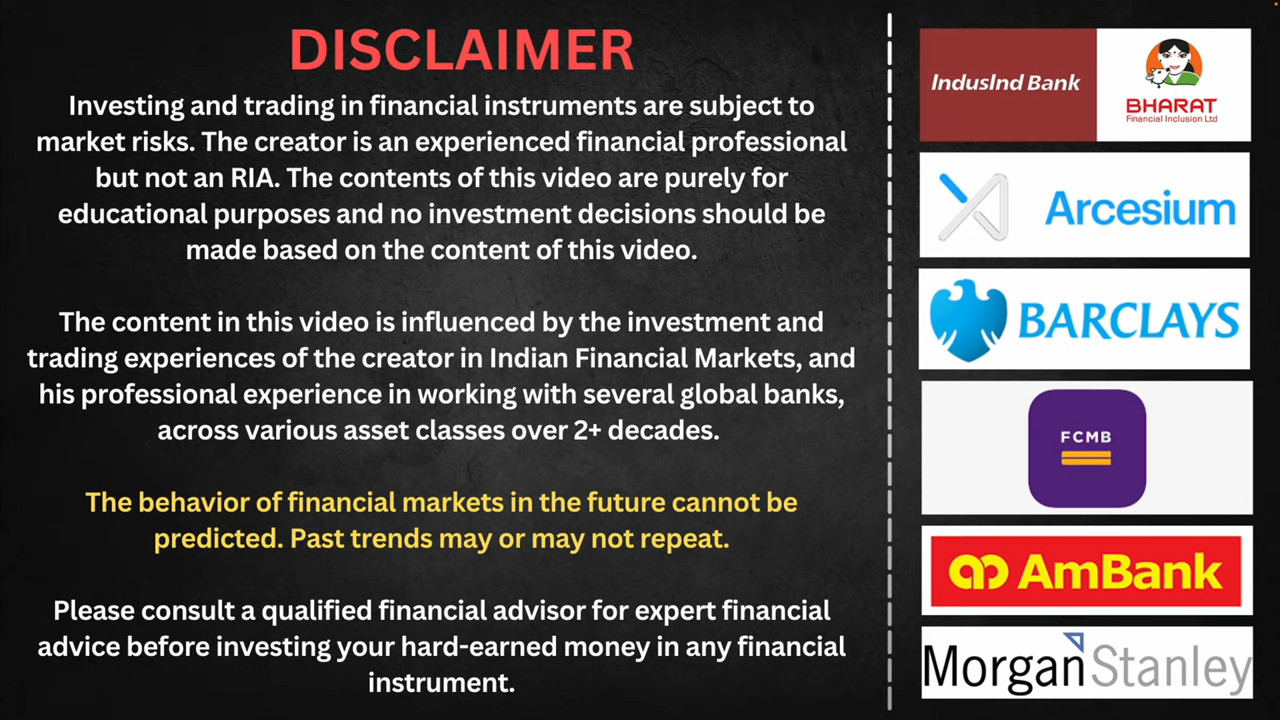 DISCLAIMER
Investing and trading in financial instruments are subject to
market risks. The creator is an experienced financial professional
but not an RIA. The contents of this video are purely for
educational purposes and no investment decisions should be
made based on the content of this video.
The content in this video is influenced by the investment and
trading experiences of the creator in Indian Financial Markets, and
his professional experience in working with several global banks,
across various asset classes over 2+ decades.
The behavior of financial markets in the future cannot be
predicted. Past trends may or may not repeat.
Please consult a qualified financial advisor for expert financial
advice before investing your hard-earned money in any financial
instrument.
IndusInd Bank
BHARAT
Financial Inclusion Ltd
Arcesium
BARCLAYS
FCMB
AmBank
Morgan Stanley